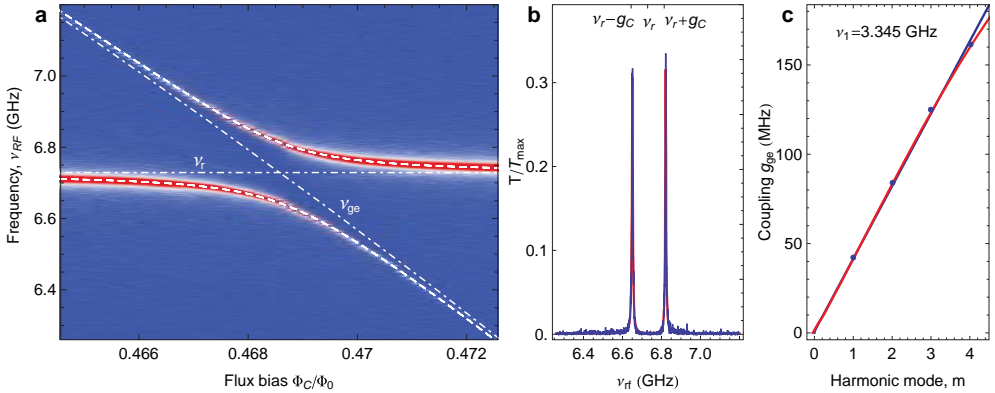 a
7.0
6.8
6.6
6.4
Frequency, ν_RF (GHz)
ν_r
ν_ge
0.466
0.468
0.47
0.472
Flux bias Φ_C/Φ_0
b
ν_r−g_C ν_r ν_r+g_C
0.3
0.2
0.1
0
T/T_max
6.4 6.6 6.8 7.0
ν_rf (GHz)
c
ν_1=3.345 GHz
150
100
50
0
Coupling g_ge (MHz)
0 1 2 3 4
Harmonic mode, m